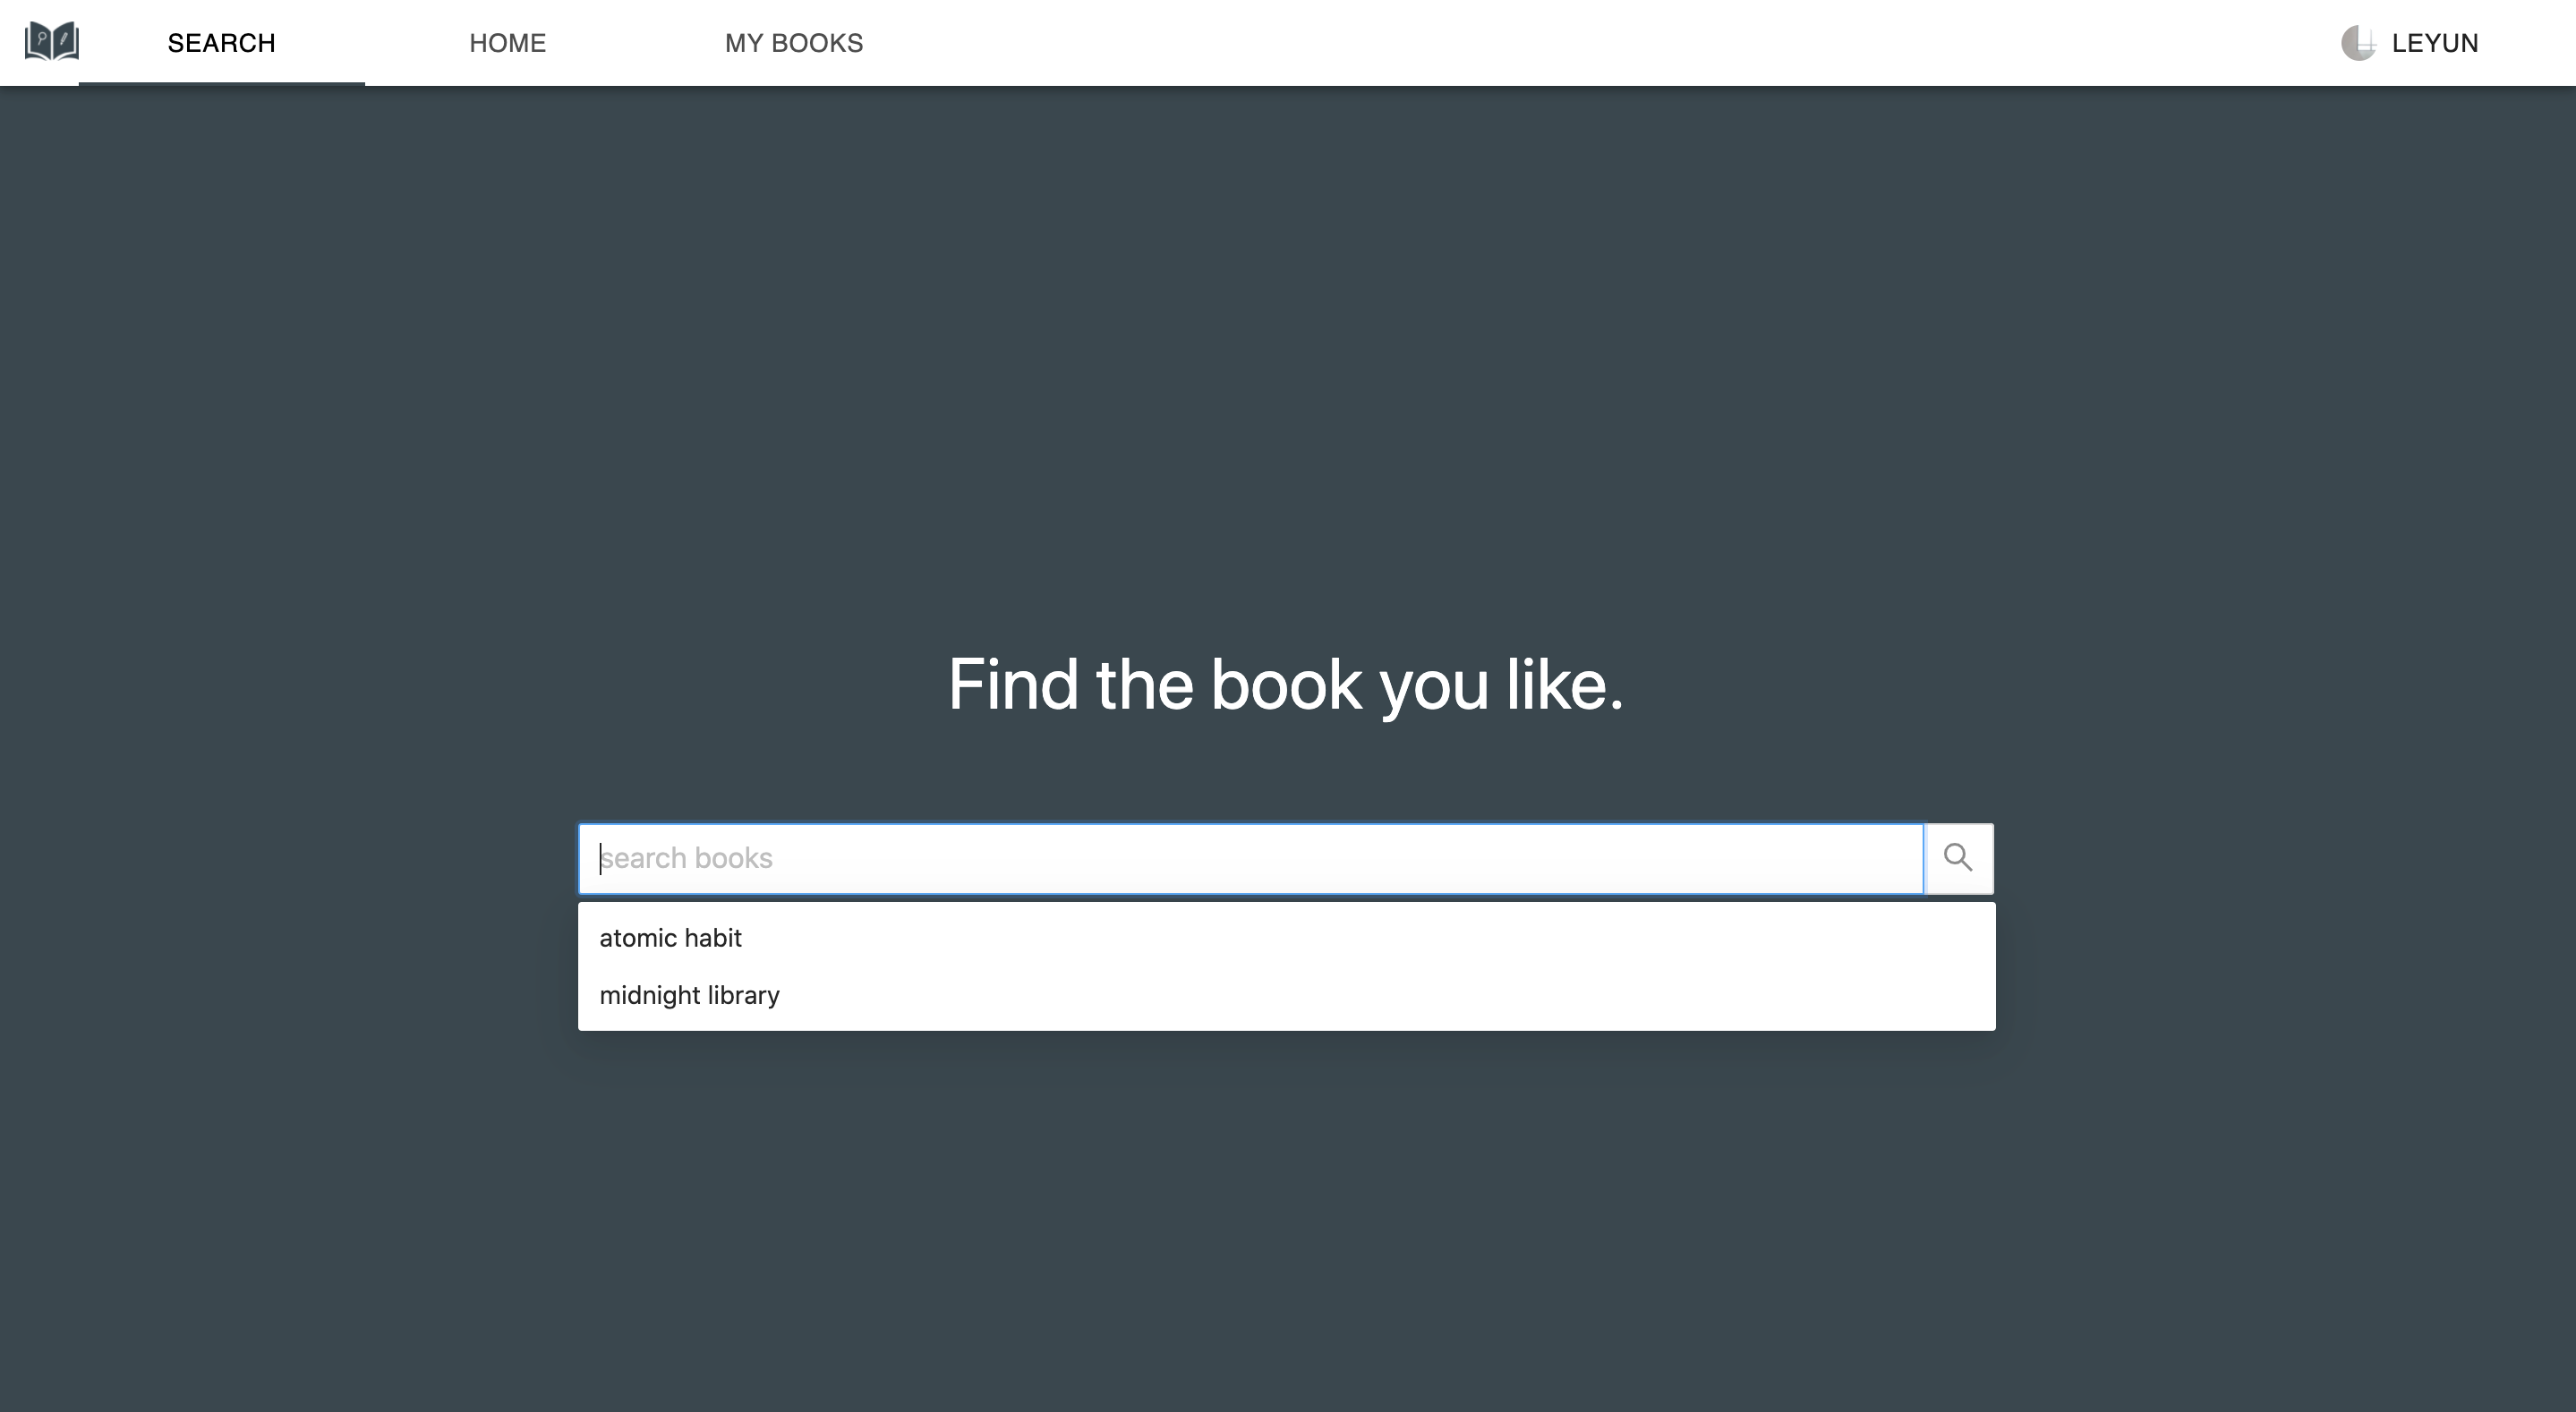 SEARCH
HOME
MY BOOKS
LEYUN
Find the book you like.
search books
atomic habit
midnight library